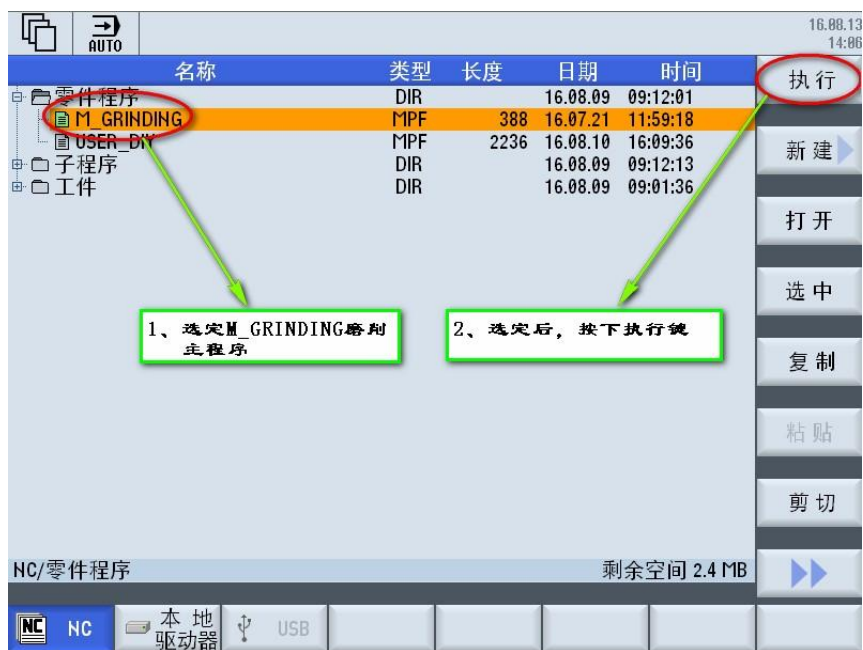 16.08.13
14:06
AUTO
名称 类型 长度 日期 时间
零件程序 DIR 16.08.09 09:12:01
M_GRINDING MPF 388 16.07.21 11:59:18
USER_DIY MPF 2236 16.08.10 16:09:36
子程序 DIR 16.08.09 09:12:13
工件 DIR 16.08.09 09:01:36
1、选定M_GRINDING磨削
主程序
2、选定后，按下执行键
NC/零件程序 剩余空间 2.4 MB
执行
新建
打开
选中
复制
粘贴
剪切
NC NC
本地
驱动器
USB